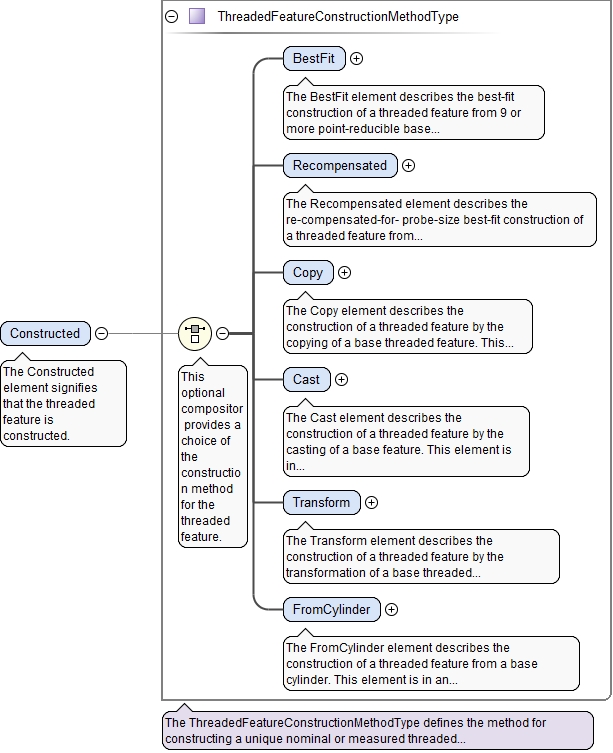 ThreadedFeatureConstructionMethodType
BestFit
The BestFit element describes the best-fit
construction of a threaded feature from 9 or
more point-reducible base...
Recompensated
The Recompensated element describes the
re-compensated-for- probe-size best-fit construction of
a threaded feature from...
Copy
The Copy element describes the
construction of a threaded feature by the
copying of a base threaded feature. This...
Constructed
The Constructed
element signifies
that the threaded
feature is
constructed.
This
optional
compositor
provides a
choice of
the
constructio
n method
for the
threaded
feature.
Cast
The Cast element describes the
construction of a threaded feature by the
casting of a base feature. This element is
in...
Transform
The Transform element describes the
construction of a threaded feature by the
transformation of a base threaded...
FromCylinder
The FromCylinder element describes the
construction of a threaded feature from a base
cylinder. This element is in an...
The ThreadedFeatureConstructionMethodType defines the method for
constructing a unique nominal or measured threaded...